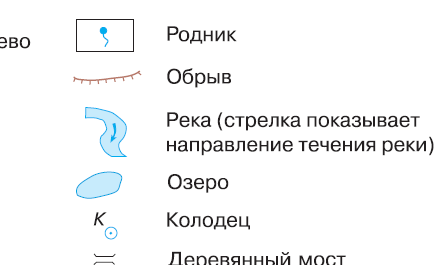 ево
Родник
Обрыв
Река (стрелка показывает
направление течения реки)
Озеро
К
Колодец
Деревянный мост